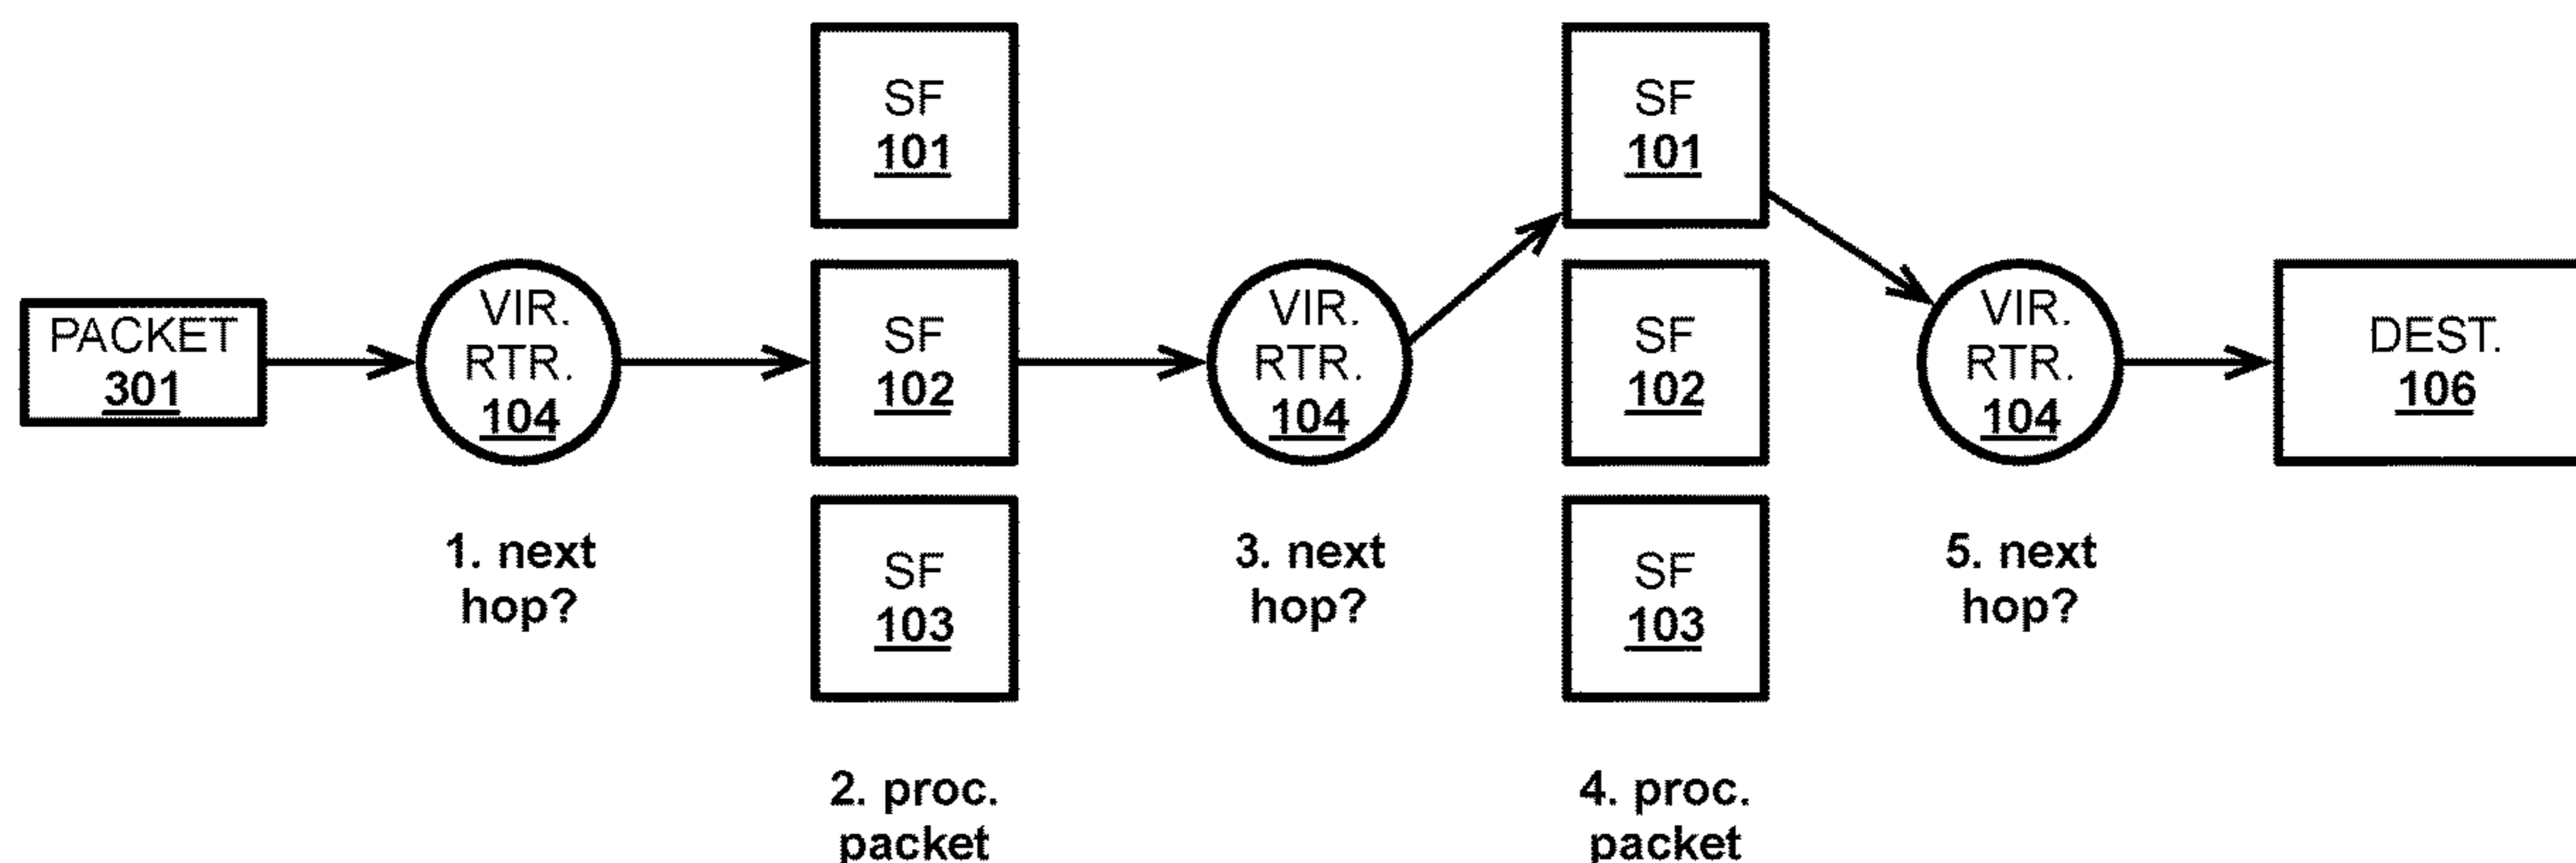 PACKET
301
VIR.
RTR.
104
1. next
hop?
SF
101
SF
102
SF
103
2. proc.
packet
VIR.
RTR.
104
3. next
hop?
SF
101
SF
102
SF
103
4. proc.
packet
VIR.
RTR.
104
5. next
hop?
DEST.
106